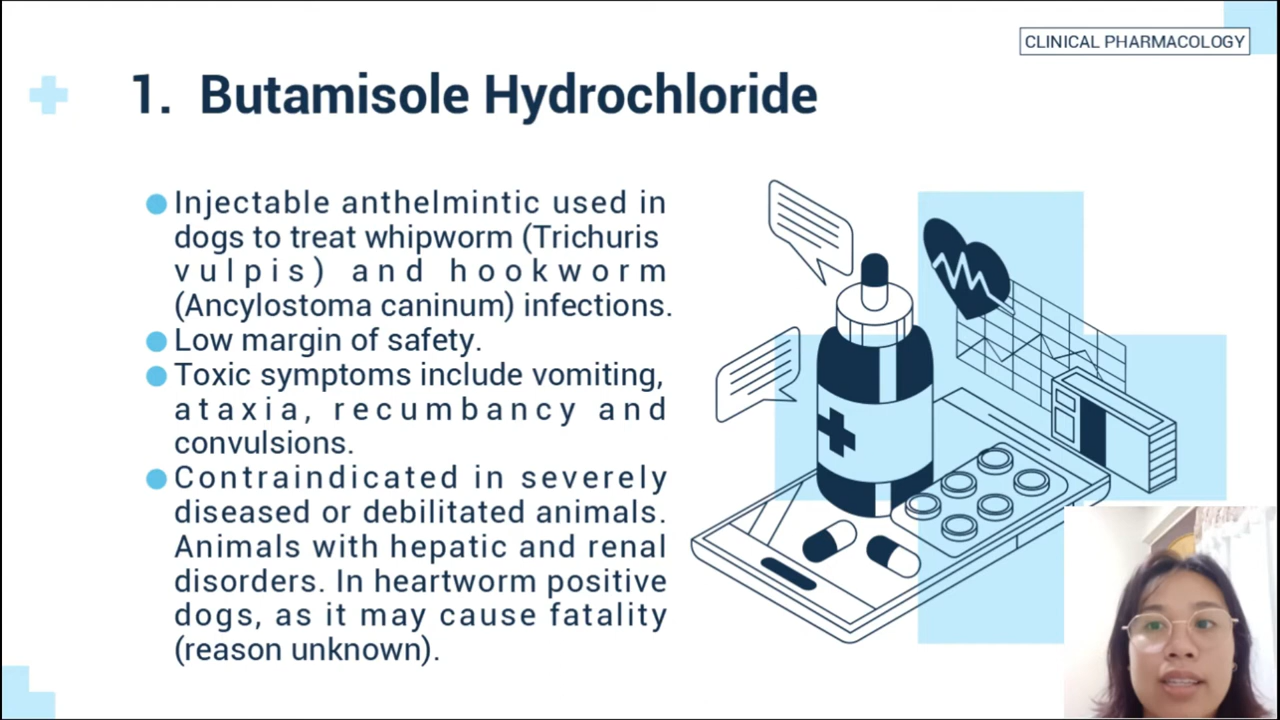 CLINICAL PHARMACOLOGY
1. Butamisole Hydrochloride
Injectable anthelmintic used in
dogs to treat whipworm (Trichuris
vulpis) and hookworm
(Ancylostoma caninum) infections.
Low margin of safety.
Toxic symptoms include vomiting,
ataxia, recumbancy and
convulsions.
Contraindicated in severely
diseased or debilitated animals.
Animals with hepatic and renal
disorders. In heartworm positive
dogs, as it may cause fatality
(reason unknown).